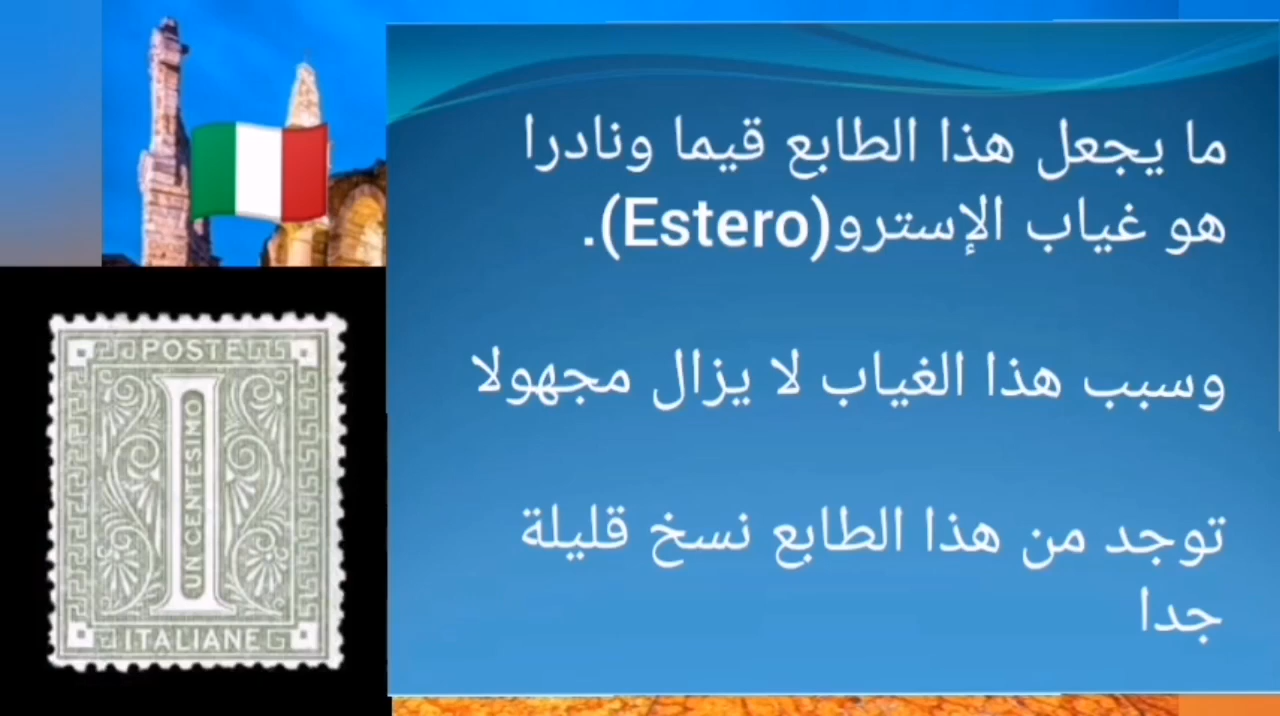 ما يجعل هذا الطابع قيما ونادرا
هو غياب الإسترو(Estero).
وسبب هذا الغياب لا يزال مجهولا
توجد من هذا الطابع نسخ قليلة
جدا
POSTE
UN CENTESIMO
ITALIANE